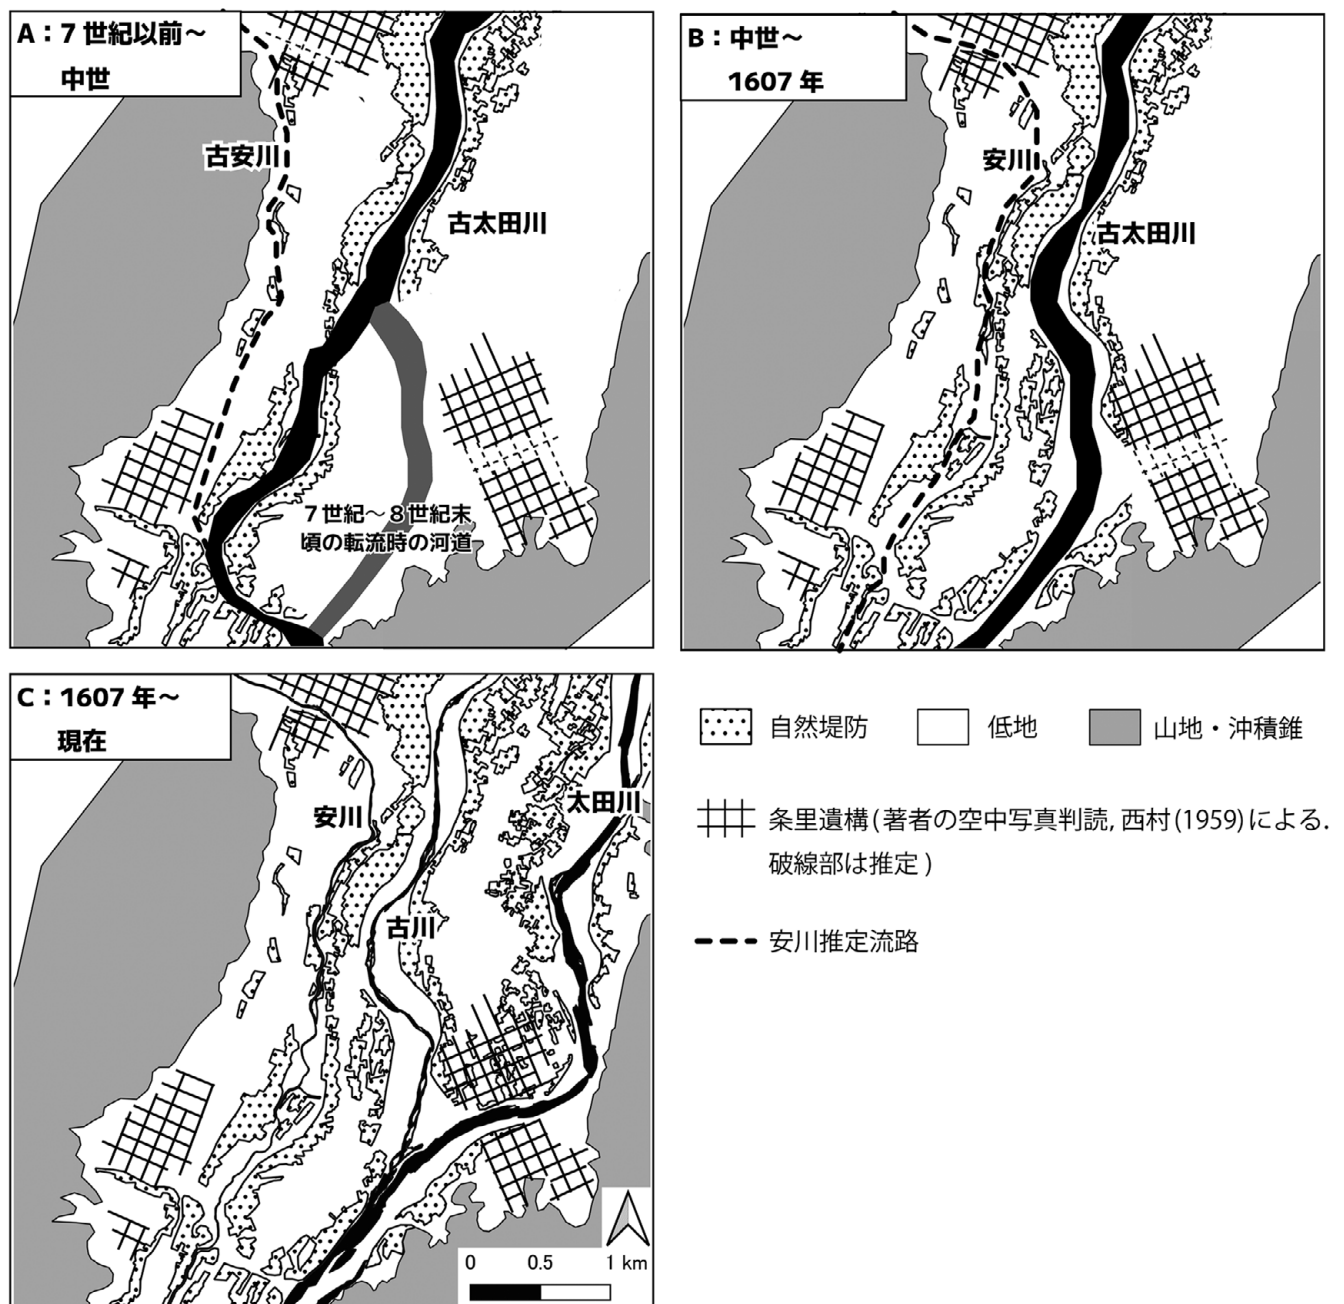 A：7世紀以前～
中世
古安川
古太田川
7世紀～8世紀末
頃の転流時の河道
B：中世～
1607年
安川
古太田川
C：1607年～
現在
安川
太田川
古川
0 0.5 1 km
自然堤防
低地
山地・沖積錐
条里遺構(著者の空中写真判読, 西村(1959)による.
破線部は推定)
安川推定流路